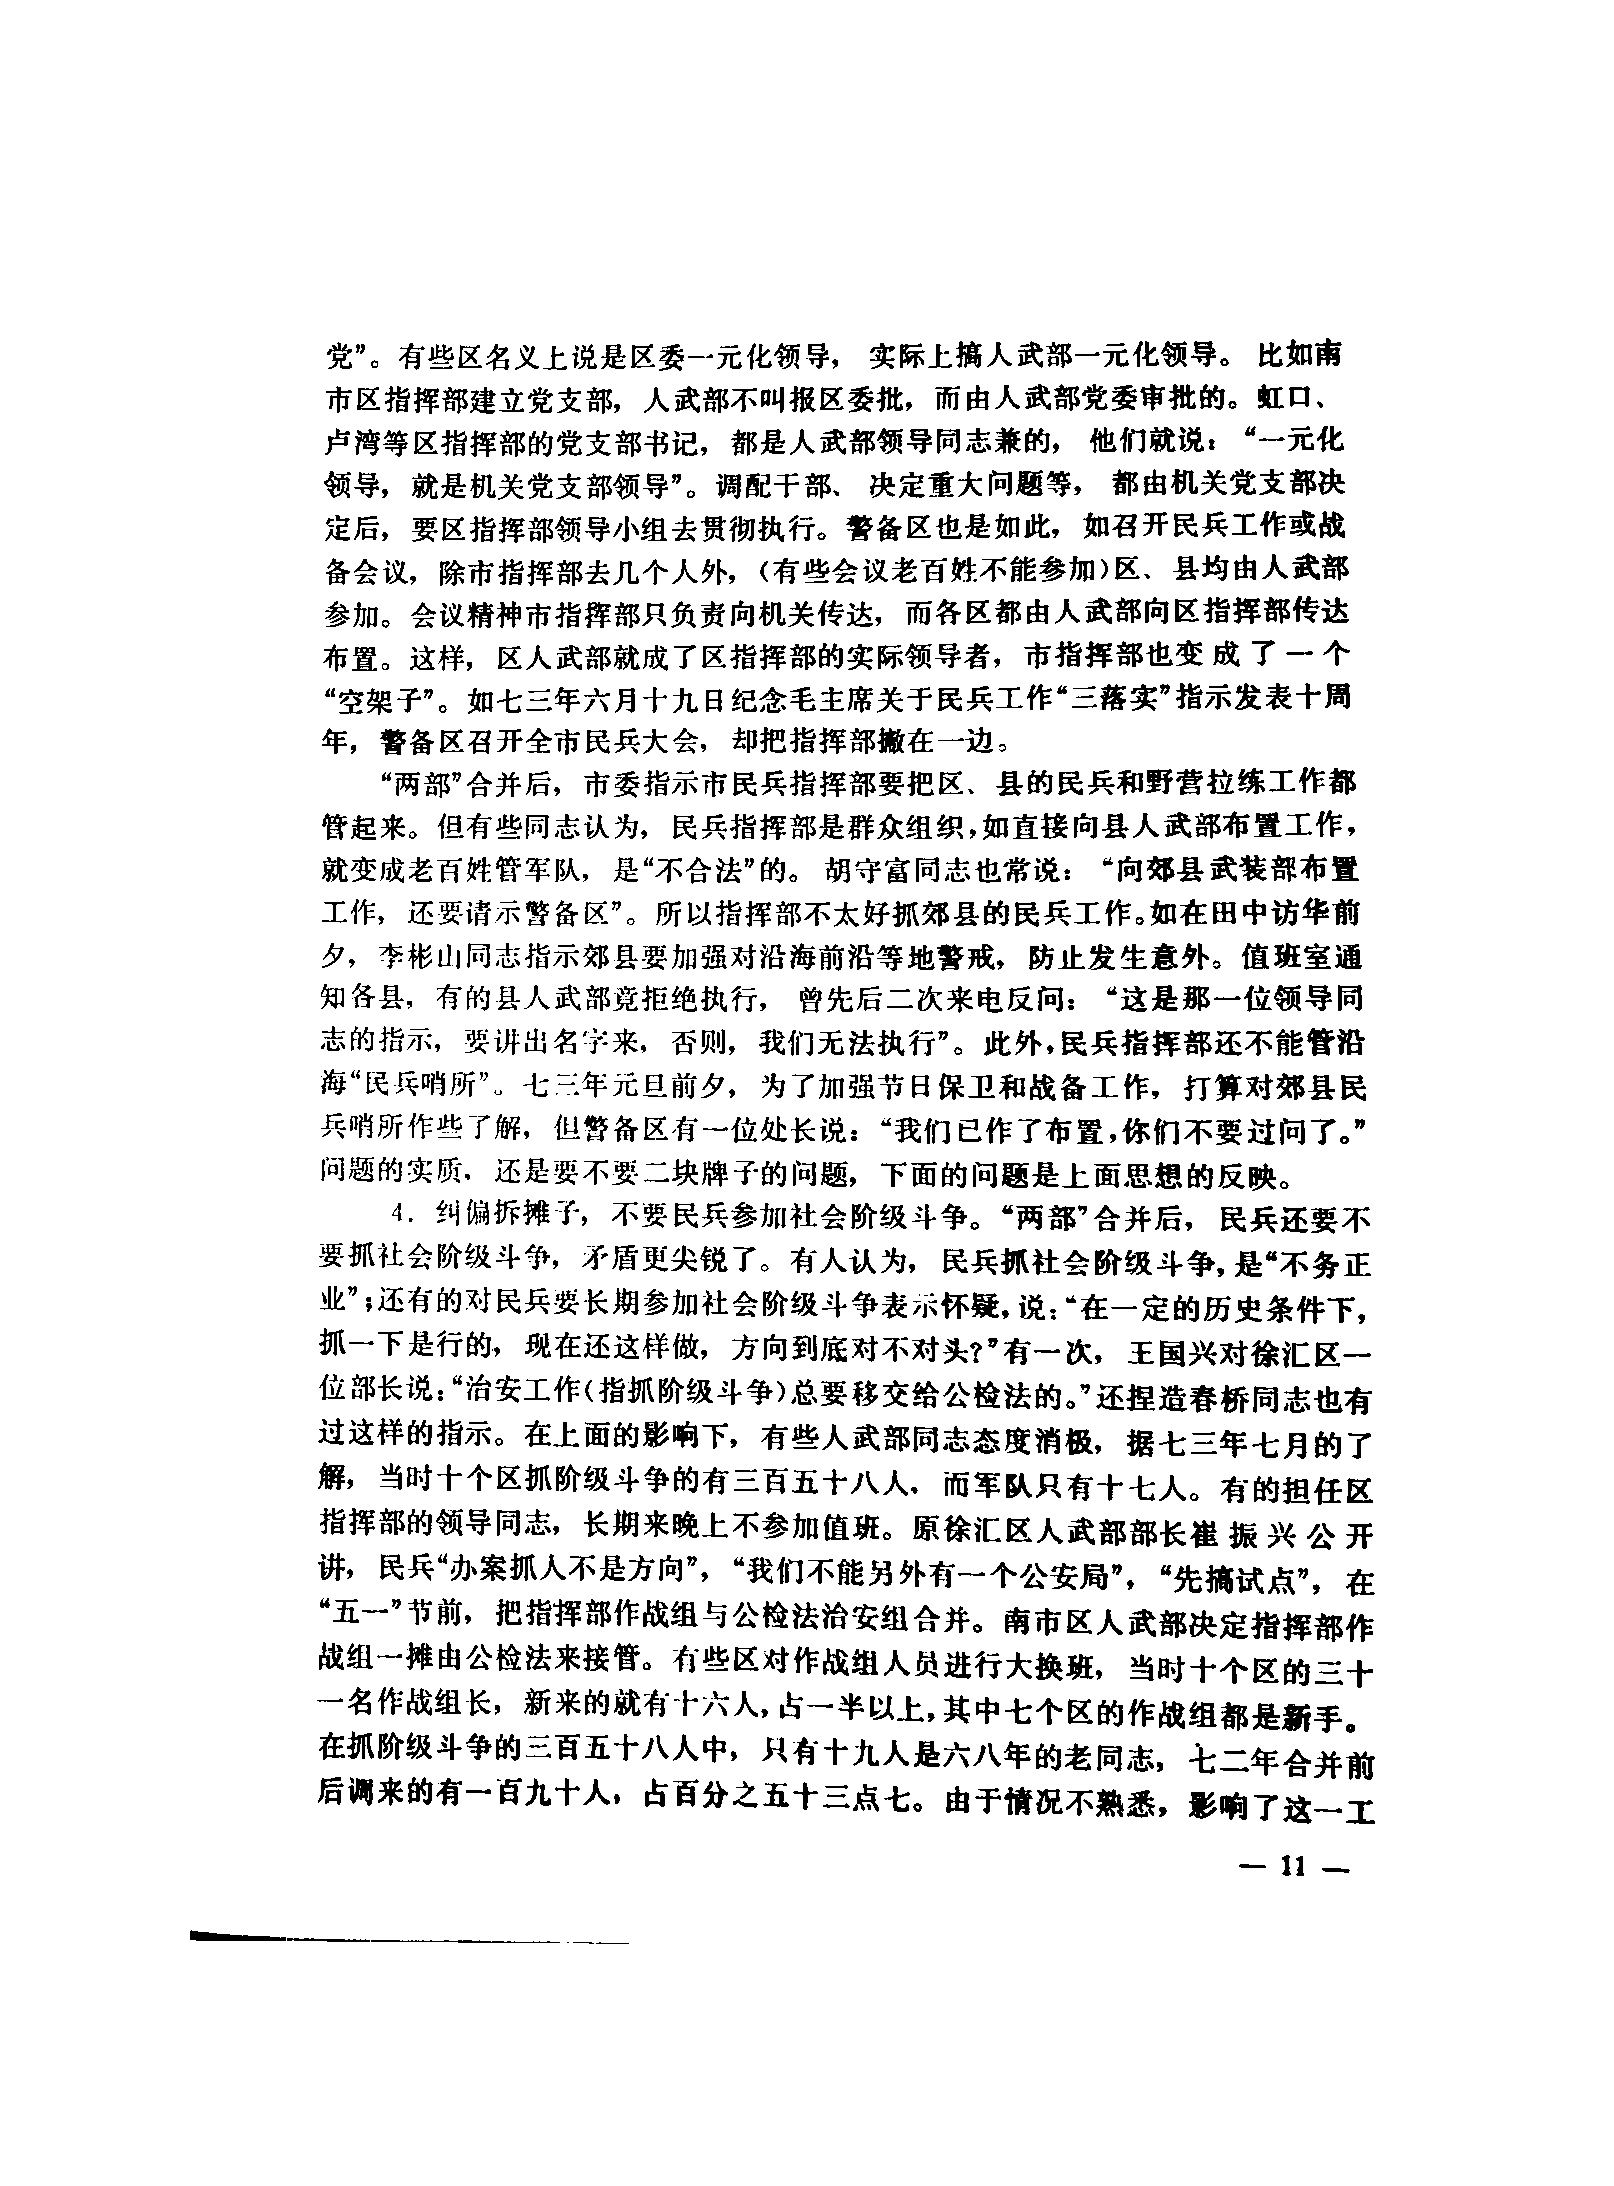 党”。有些区名义上说是区委一元化领导， 实际上搞人武部一元化领导。 比如南
市区指挥部建立党支部，人武部不叫报区委批，而由人武部党委审批的。虹口、
卢湾等区指挥部的党支部书记，都是人武部领导同志兼的， 他们就说：“一元化
领导，就是机关党支部领导”。调配干部、 决定重大问题等， 都由机关党支部决
定后，要区指挥部领导小组去贯彻执行。警备区也是如此，如召开民兵工作或战
备会议，除市指挥部去几个人外，（有些会议老百姓不能参加）区、县均由人武部
参加。会议精神市指挥部只负责向机关传达，而各区都由人武部向区指挥部传达
布置。这样，区人武部就成了区指挥部的实际领导者，市指挥部也变成了一个
“空架子”。如七三年六月十九日纪念毛主席关于民兵工作“三落实”指示发表十周
年，警备区召开全市民兵大会，却把指挥部撇在一边。
“两部”合并后，市委指示市民兵指挥部要把区、县的民兵和野营拉练工作都
管起来。但有些同志认为，民兵指挥部是群众组织，如直接向县人武部布置工作，
就变成老百姓管军队，是“不合法”的。 胡守富同志也常说：“向郊县武装部布置
工作，还要请示警备区”。所以指挥部不太好抓郊县的民兵工作。如在田中访华前
夕，李彬山同志指示郊县要加强对沿海前沿等地警戒，防止发生意外。值班室通
知各县，有的县人武部竟拒绝执行， 曾先后二次来电反问：“这是那一位领导同
志的指示，要讲出名字来，否则，我们无法执行”。此外，民兵指挥部还不能管沿
海“民兵哨所”。七三年元旦前夕，为了加强节日保卫和战备工作，打算对郊县民
兵哨所作些了解，但警备区有一位处长说：“我们已作了布置，你们不要过问了。”
问题的实质，还是要不要二块牌子的问题，下面的问题是上面思想的反映。
4．纠偏拆摊子，不要民兵参加社会阶级斗争。“两部”合并后，民兵还要不
要抓社会阶级斗争，矛盾更尖锐了。有人认为，民兵抓社会阶级斗争，是“不务正
业”；还有的对民兵要长期参加社会阶级斗争表示怀疑，说：“在一定的历史条件下，
抓一下是行的，现在还这样做，方向到底对不对头？”有一次，王国兴对徐汇区一
位部长说：“治安工作（指抓阶级斗争）总要移交给公检法的。”还捏造春桥同志也有
过这样的指示。在上面的影响下，有些人武部同志态度消极，据七三年七月的了
解，当时十个区抓阶级斗争的有三百五十八人，而军队只有十七人。有的担任区
指挥部的领导同志，长期来晚上不参加值班。原徐汇区人武部部长崔振兴公开
讲，民兵“办案抓人不是方向”，“我们不能另外有一个公安局”，“先搞试点”，在
“五一”节前，把指挥部作战组与公检法治安组合并。南市区人武部决定指挥部作
战组一摊由公检法来接管。有些区对作战组人员进行大换班，当时十个区的三十
一名作战组长，新来的就有十六人，占一半以上，其中七个区的作战组都是新手。
在抓阶级斗争的三百五十八人中，只有十九人是六八年的老同志，七二年合并前
后调来的有一百九十人，占百分之五十三点七。由于情况不熟悉，影响了这一工
— 11 —